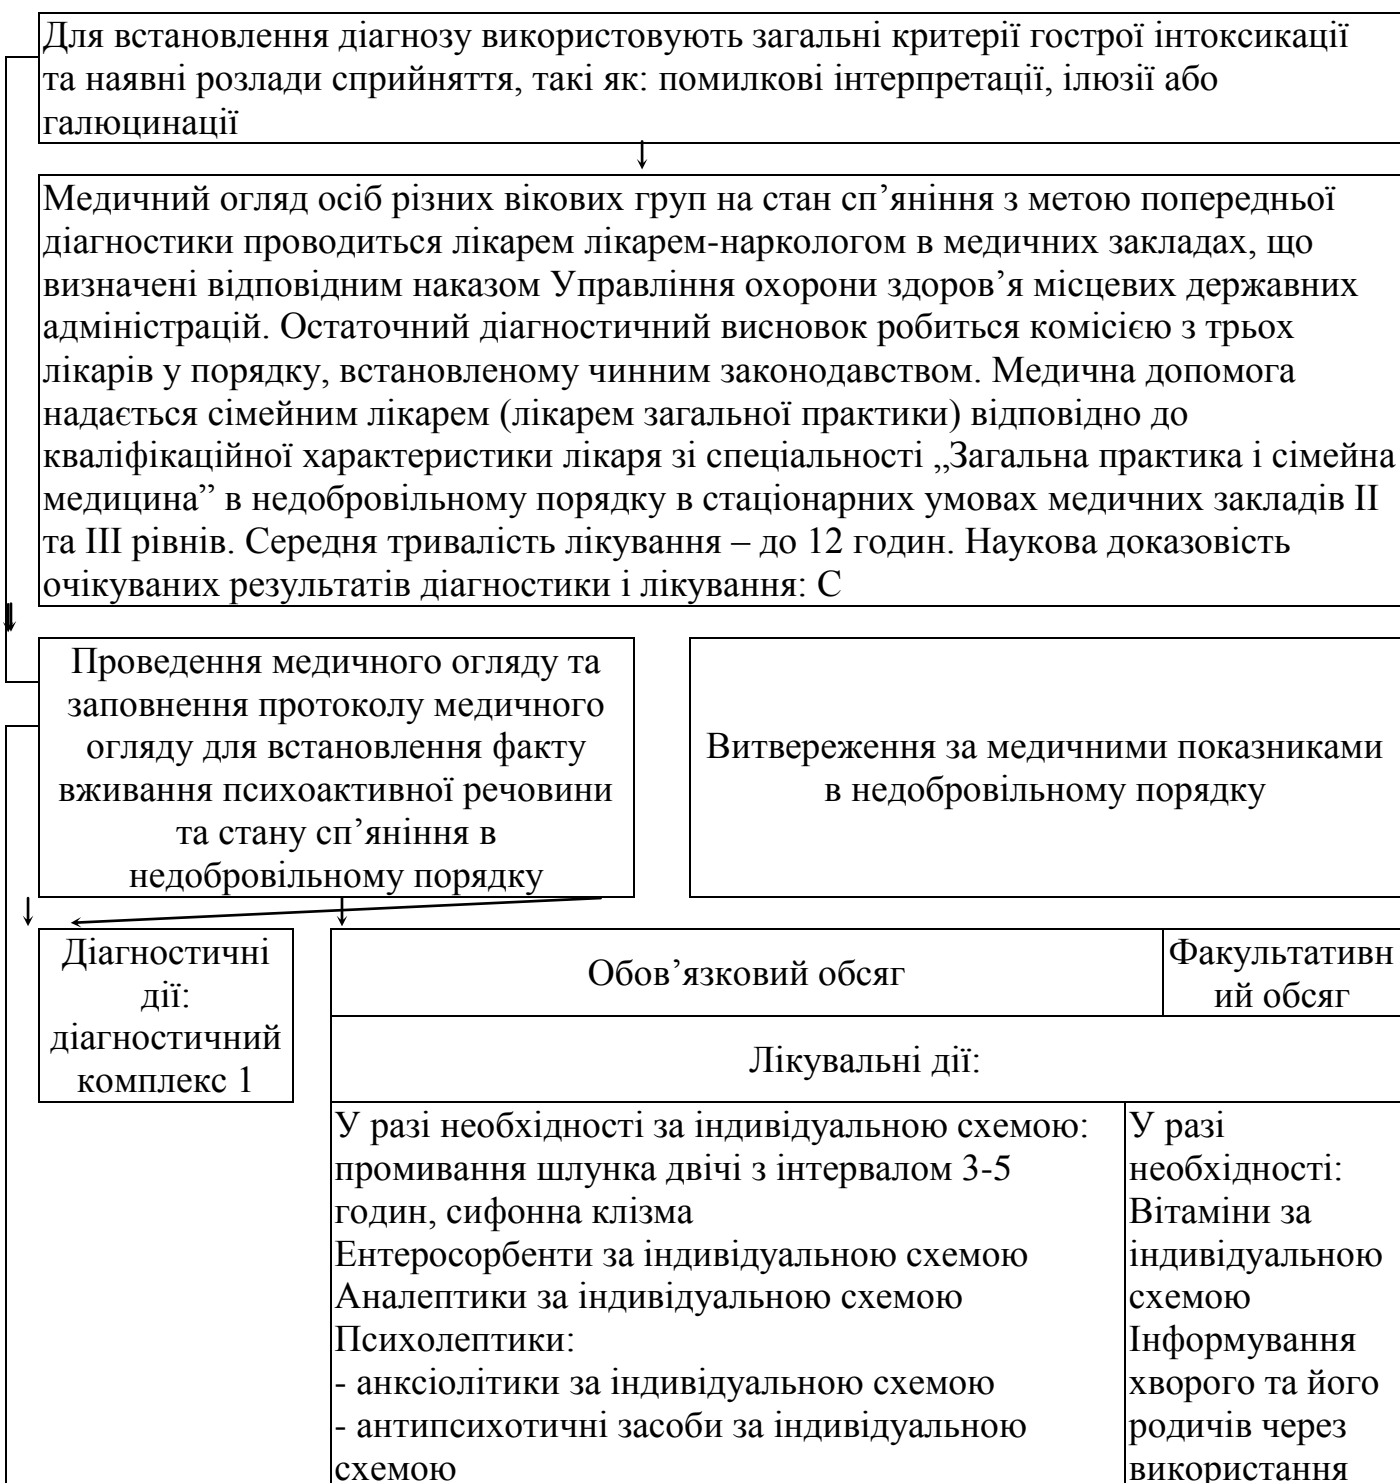 Для встановлення діагнозу використовують загальні критерії гострої інтоксикації
та наявні розлади сприйняття, такі як: помилкові інтерпретації, ілюзії або
галюцинації
Медичний огляд осіб різних вікових груп на стан сп’яніння з метою попередньої
діагностики проводиться лікарем лікарем-наркологом в медичних закладах, що
визначені відповідним наказом Управління охорони здоров’я місцевих державних
адміністрацій. Остаточний діагностичний висновок робиться комісією з трьох
лікарів у порядку, встановленому чинним законодавством. Медична допомога
надається сімейним лікарем (лікарем загальної практики) відповідно до
кваліфікаційної характеристики лікаря зі спеціальності „Загальна практика і сімейна
медицина” в недобровільному порядку в стаціонарних умовах медичних закладів ІІ
та ІІІ рівнів. Середня тривалість лікування – до 12 годин. Наукова доказовість
очікуваних результатів діагностики і лікування: С
Проведення медичного огляду та
заповнення протоколу медичного
огляду для встановлення факту
вживання психоактивної речовини
та стану сп’яніння в
недобровільному порядку
Витвереження за медичними показниками
в недобровільному порядку
Діагностичні
дії:
діагностичний
комплекс 1
Обов’язковий обсяг
Факультативн
ий обсяг
Лікувальні дії:
У разі необхідності за індивідуальною схемою:
промивання шлунка двічі з інтервалом 3-5
годин, сифонна клізма
Ентеросорбенти за індивідуальною схемою
Аналептики за індивідуальною схемою
Психолептики:
- анксіолітики за індивідуальною схемою
- антипсихотичні засоби за індивідуальною
схемою
У разі
необхідності:
Вітаміни за
індивідуальною
схемою
Інформування
хворого та його
родичів через
використання